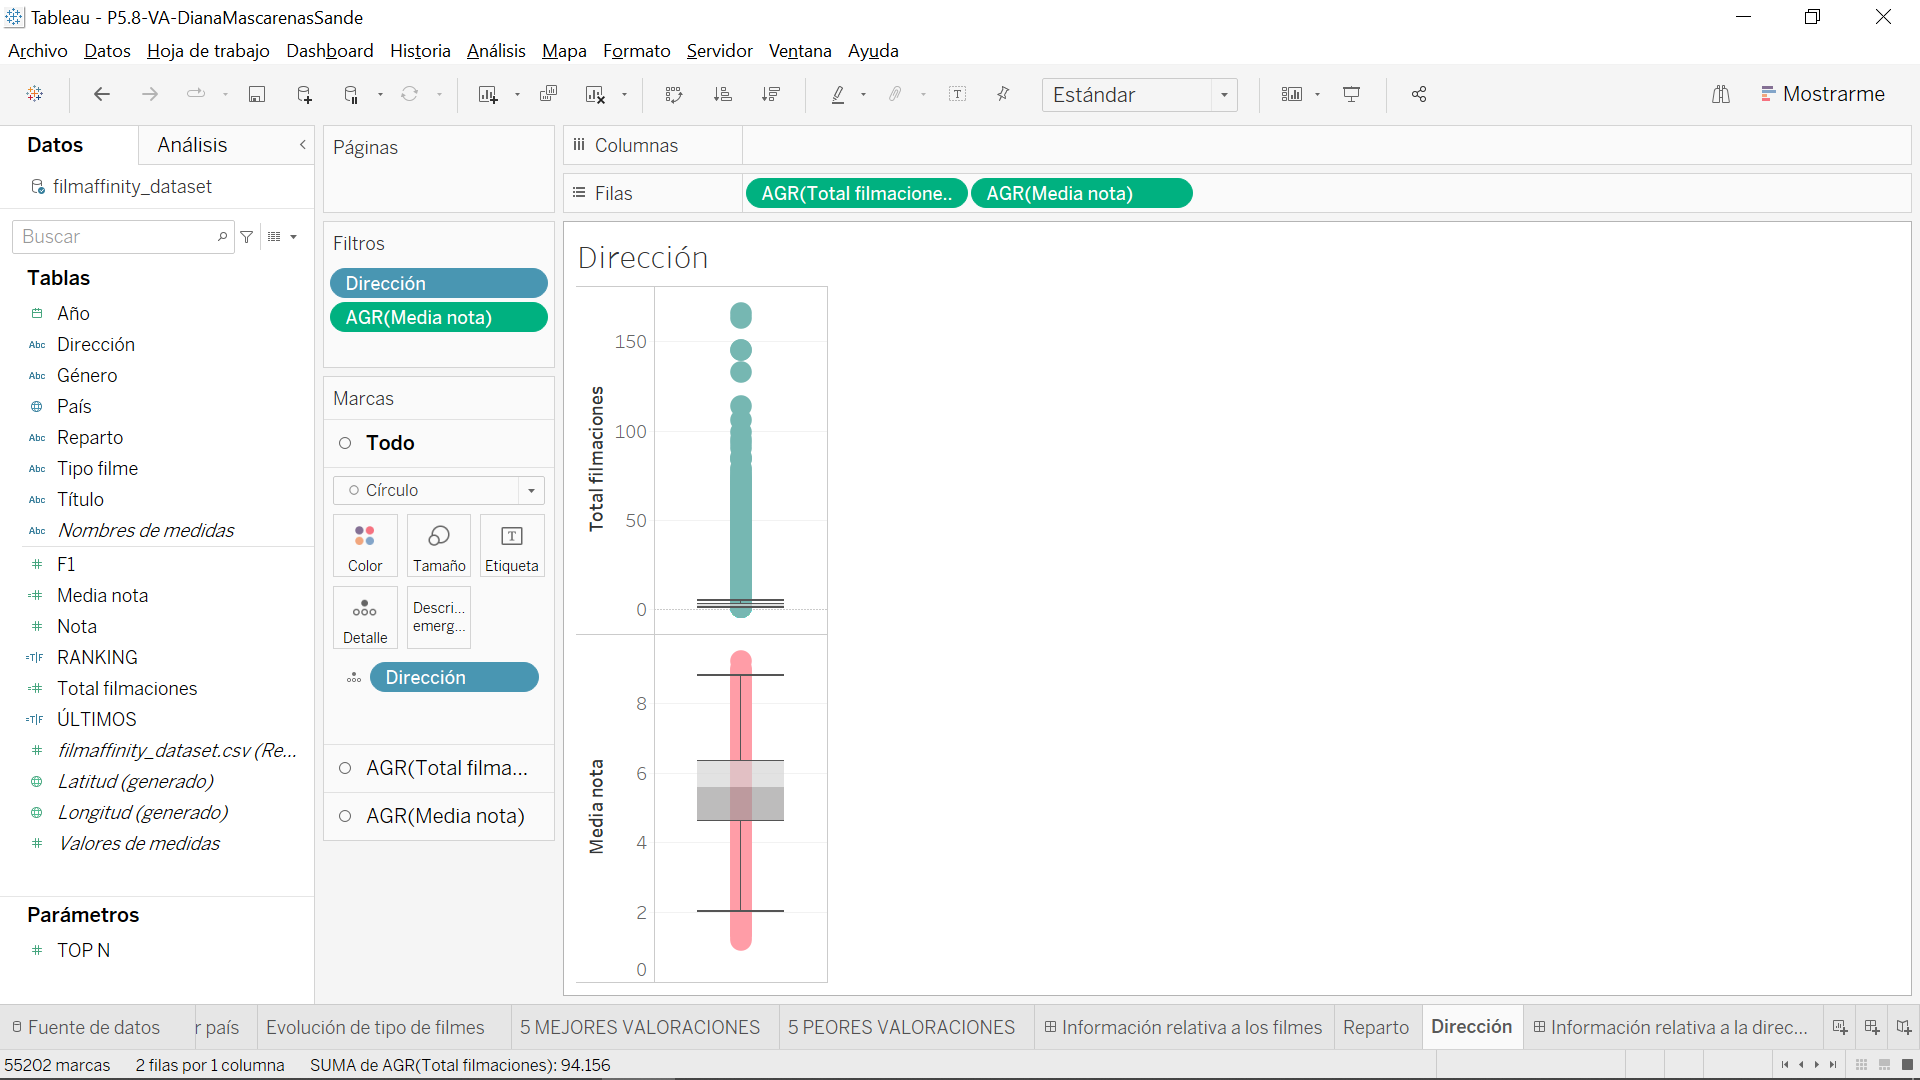 Tableau - P5.8-VA-DianaMascarenasSande
Archivo Datos Hoja de trabajo Dashboard Historia Análisis Mapa Formato Servidor Ventana Ayuda
Estándar
Mostrarme
Datos
Análisis
filmaffinity_dataset
Buscar
Tablas
Año
Abc Dirección
Abc Género
País
Abc Reparto
Abc Tipo filme
Abc Título
Abc Nombres de medidas
F1
Media nota
Nota
=T|F RANKING
Total filmaciones
=T|F ÚLTIMOS
filmaffinity_dataset.csv (Re...
Latitud (generado)
Longitud (generado)
Valores de medidas
Parámetros
TOP N
Páginas
Filtros
Dirección
AGR(Media nota)
Marcas
Todo
Círculo
Color
Tamaño
Etiqueta
Detalle
Descri...
emerg...
Dirección
AGR(Total filma...
AGR(Media nota)
Columnas
Filas
AGR(Total filmacione..
AGR(Media nota)
Dirección
Total filmaciones
150
100
50
0
Media nota
8
6
4
2
0
Fuente de datos
r país
Evolución de tipo de filmes
5 MEJORES VALORACIONES
5 PEORES VALORACIONES
Información relativa a los filmes
Reparto
Dirección
Información relativa a la direc...
55202 marcas
2 filas por 1 columna
SUMA de AGR(Total filmaciones): 94.156